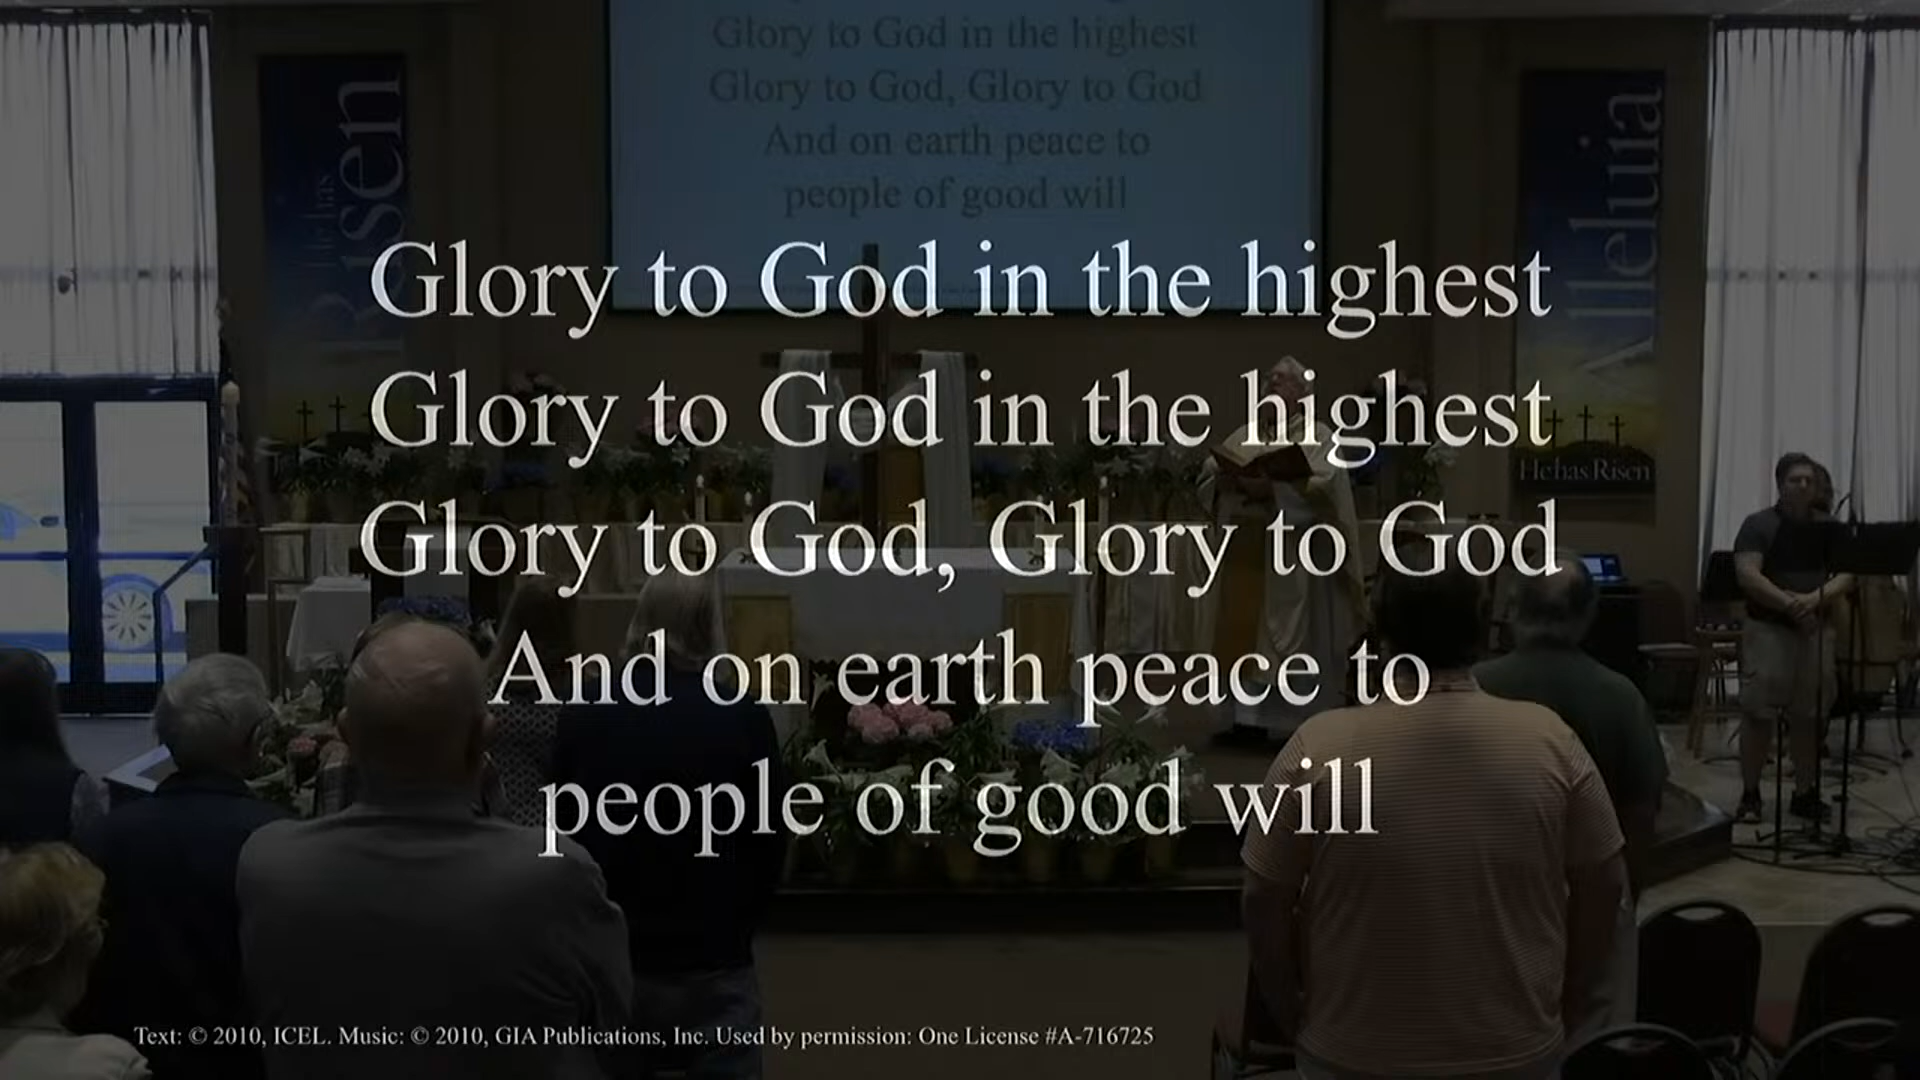 Glory to God in the highest
Glory to God, Glory to God
And on earth peace to
people of good will
He has
Risen
Alleluia
He has Risen
Glory to God in the highest
Glory to God in the highest
Glory to God, Glory to God
And on earth peace to
people of good will
Text: © 2010, ICEL. Music: © 2010, GIA Publications, Inc. Used by permission: One License #A-716725